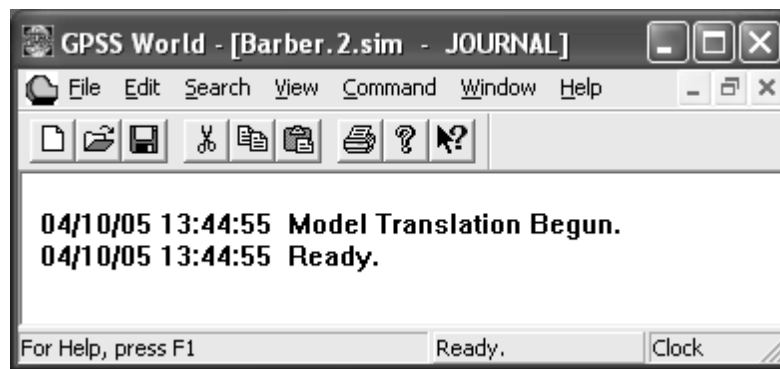 GPSS World - [Barber.2.sim - JOURNAL]
File Edit Search View Command Window Help
04/10/05 13:44:55 Model Translation Begun.
04/10/05 13:44:55 Ready.
For Help, press F1 Ready. Clock